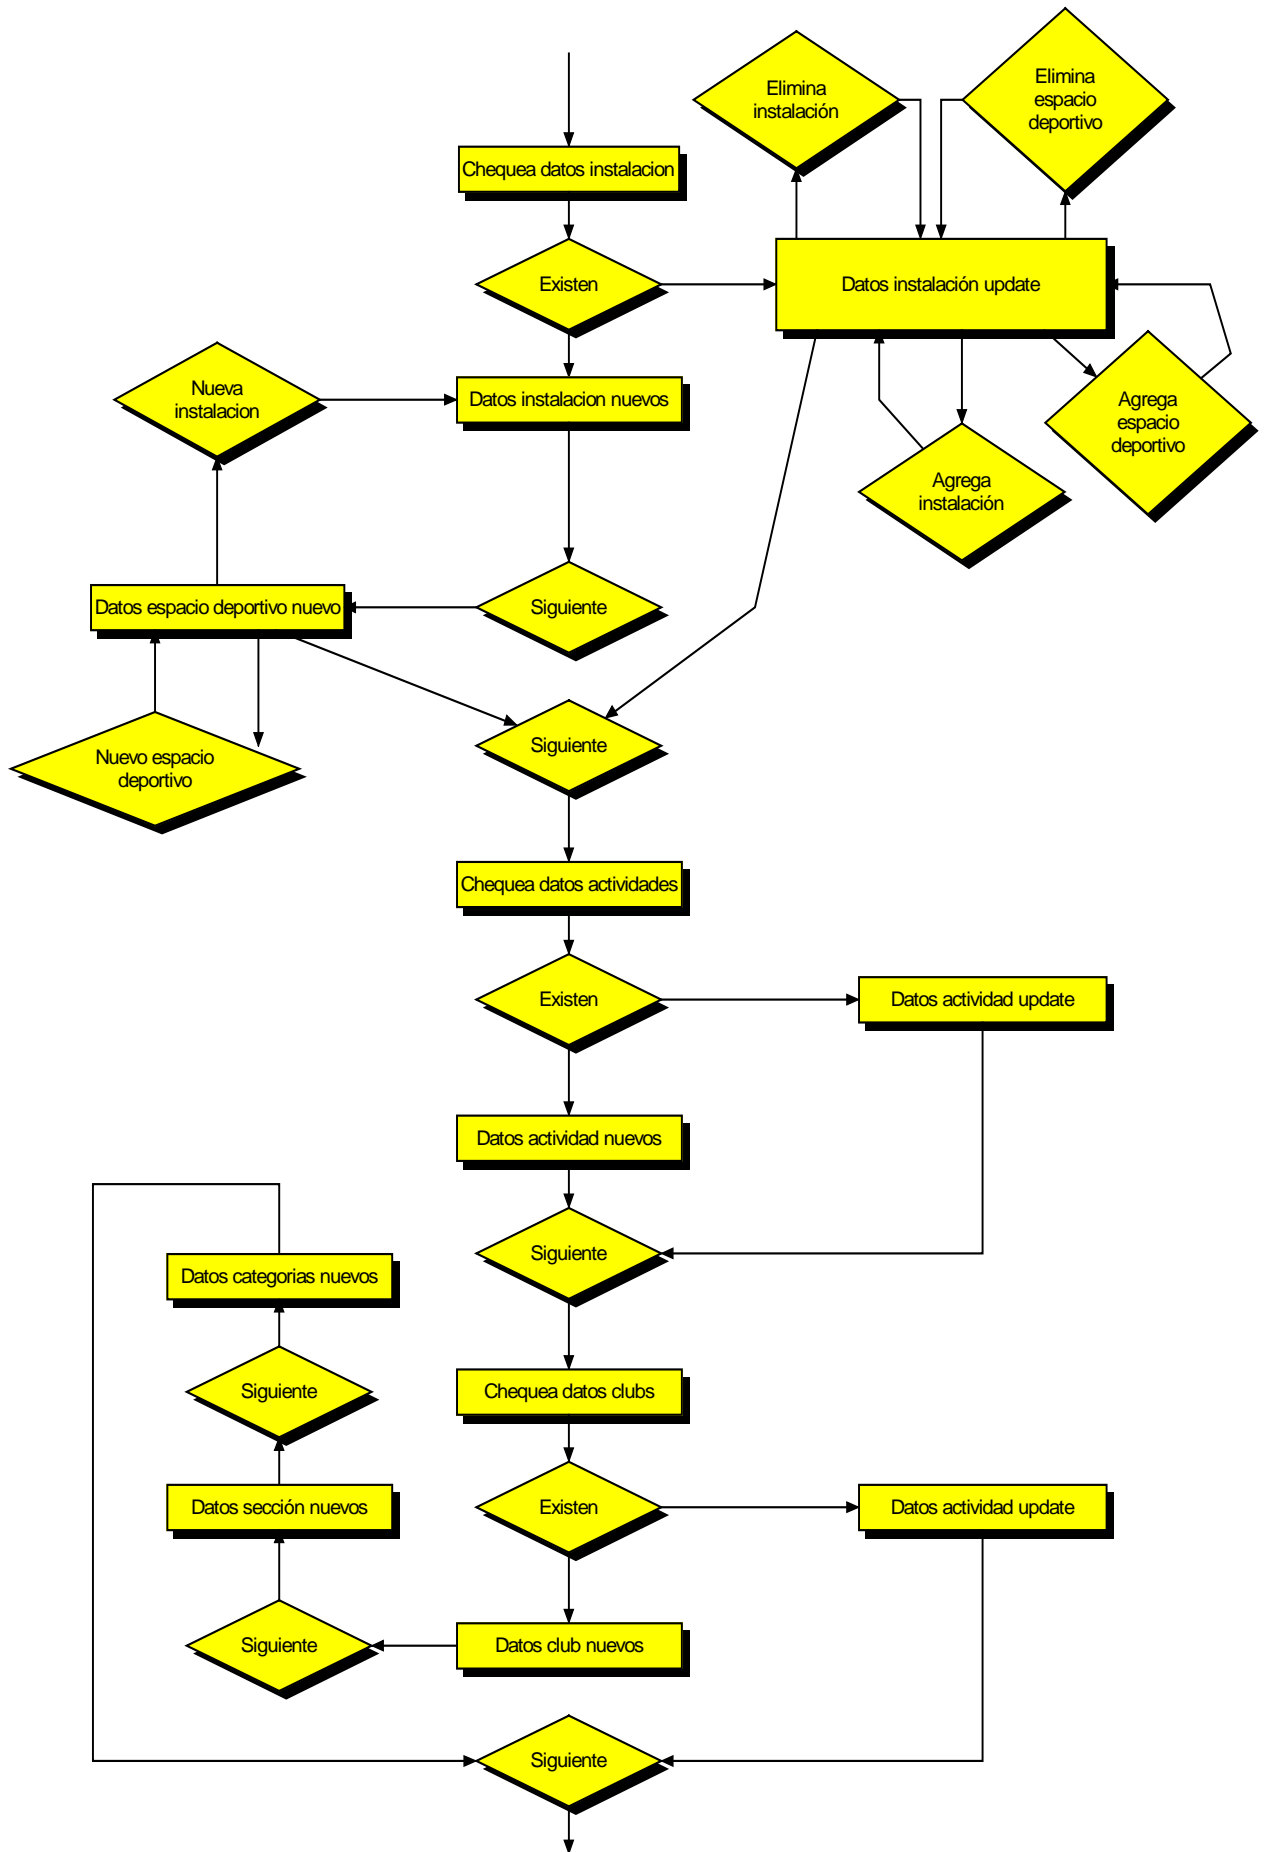 Elimina
instalación
Elimina
espacio
deportivo
Chequea datos instalacion
Existen
Datos instalación update
Nueva
instalacion
Datos instalacion nuevos
Agrega
espacio
deportivo
Agrega
instalación
Datos espacio deportivo nuevo
Siguiente
Nuevo espacio
deportivo
Siguiente
Chequea datos actividades
Existen
Datos actividad update
Datos actividad nuevos
Siguiente
Datos categorias nuevos
Siguiente
Chequea datos clubs
Datos sección nuevos
Existen
Datos actividad update
Siguiente
Datos club nuevos
Siguiente